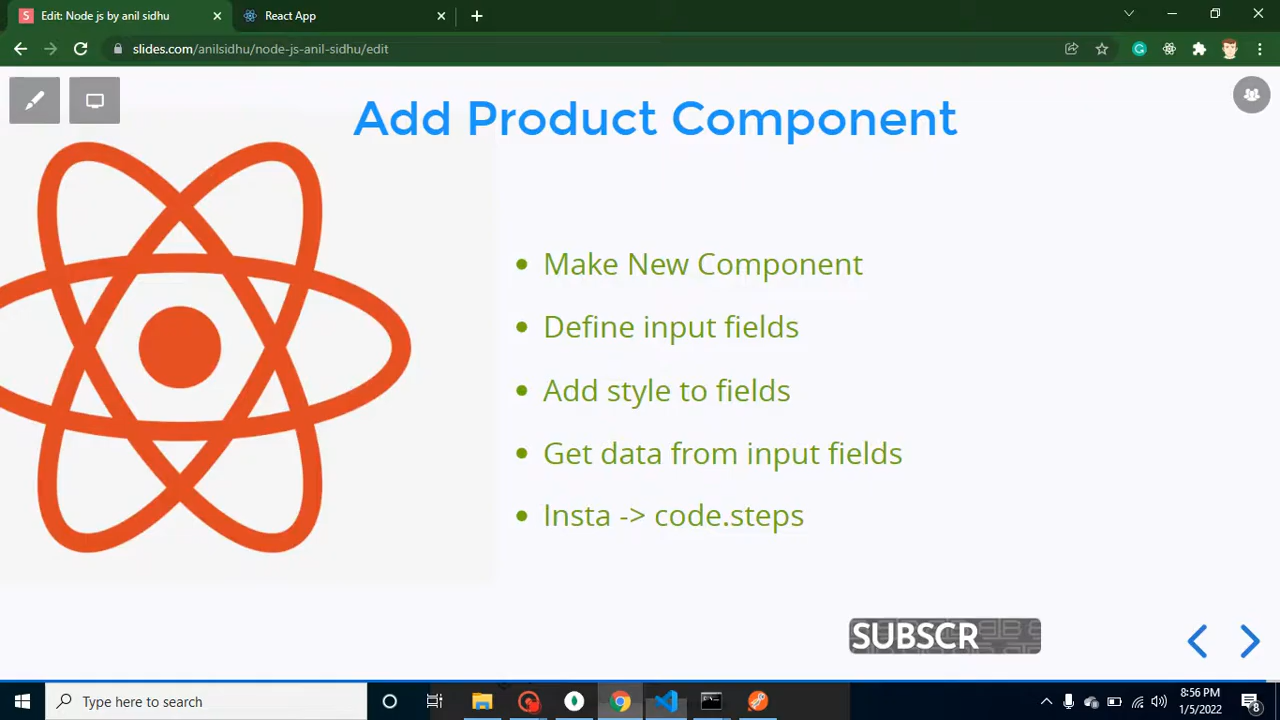 Edit: Node js by anil sidhu
React App
slides.com/anilsidhu/node-js-anil-sidhu/edit
Add Product Component
Make New Component
Define input fields
Add style to fields
Get data from input fields
Insta -> code.steps
SUBSCR
Type here to search
8:56 PM
1/5/2022
8